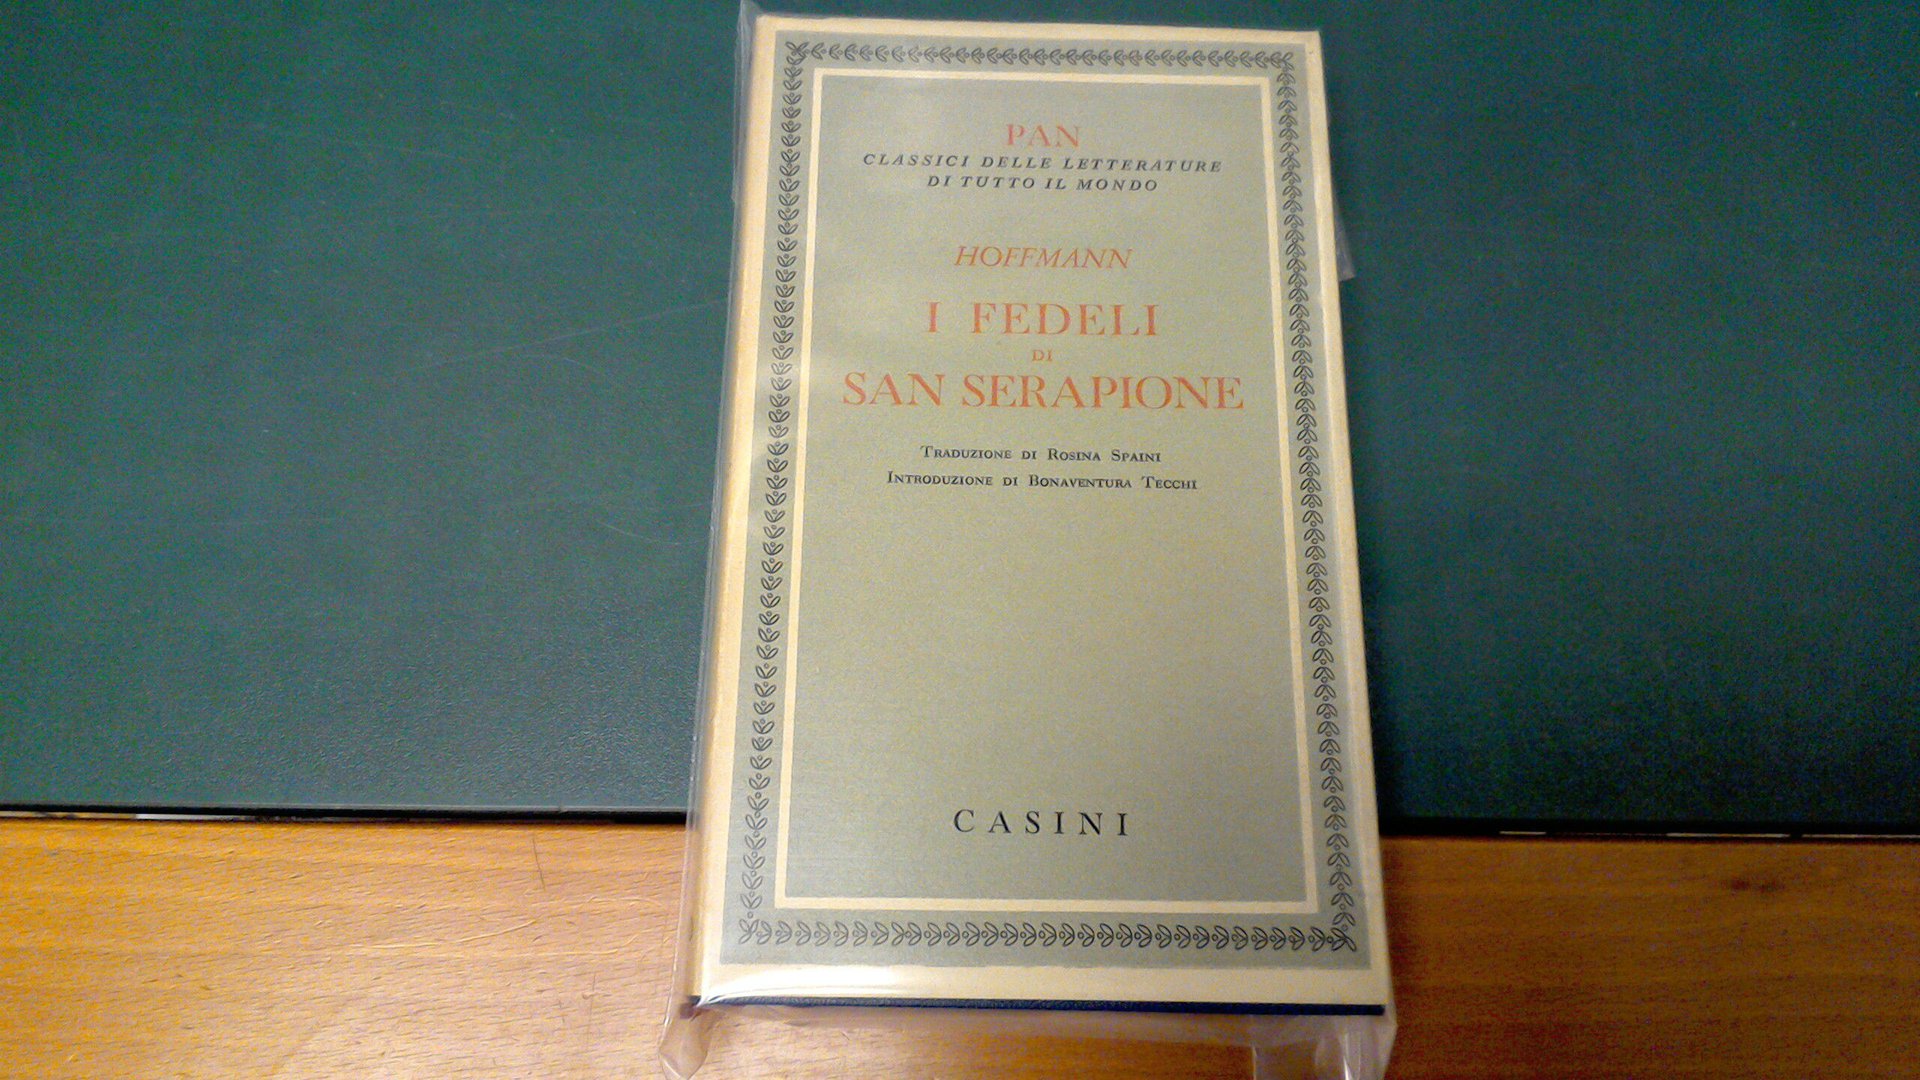 PAN
CLASSICI DELLE LETTERATURE
DI TUTTO IL MONDO
HOFFMANN
I FEDELI
DI
SAN SERAPIONE
TRADUZIONE DI ROSINA SPAINI
INTRODUZIONE DI BONAVENTURA TECCHI
CASINI